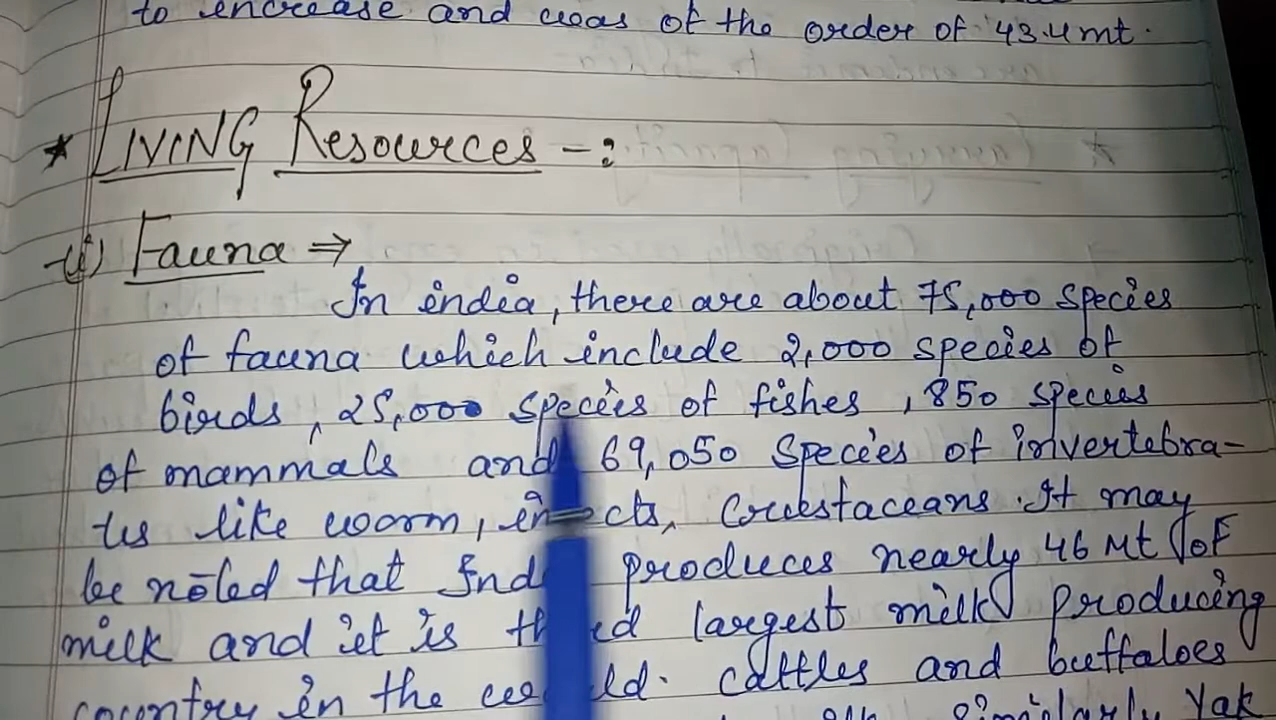 to increase and was of the order of 43.4 mt.
* LIVING Resources -:
(i) Fauna ⇒
In india, there are about 75,000 species
of fauna which include 2,000 species of
birds, 25,000 species of fishes, 850 species
of mammals and 69,050 species of invertebra-
tes like worm, crustaceans. It may
be noted that produces nearly 46 Mt of
milk and it is largest milk producing
country in the cattles and buffaloes
similarly Yak